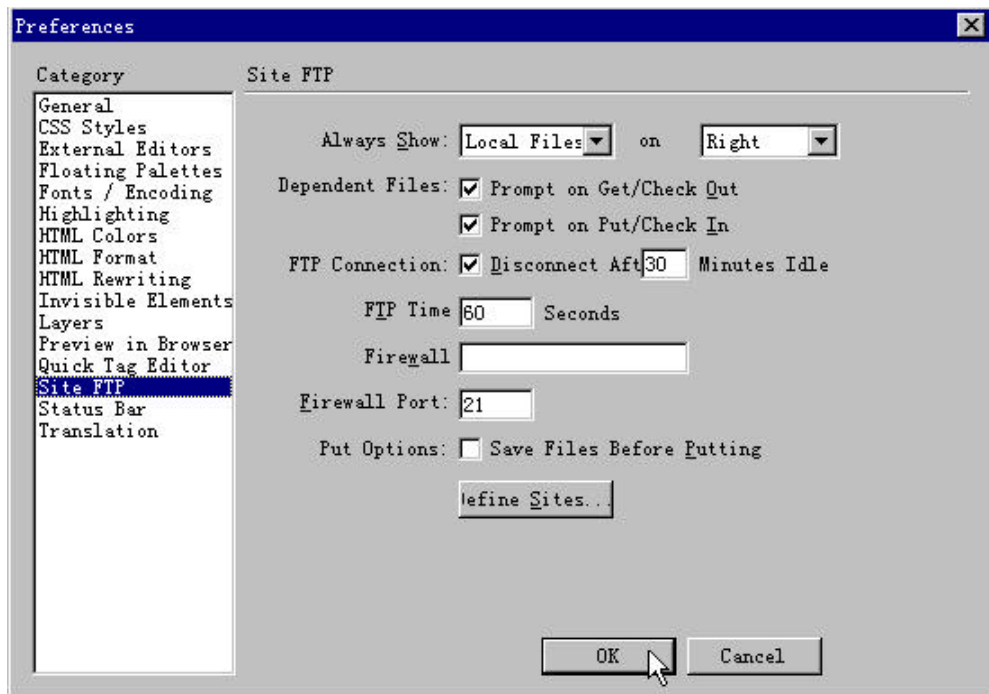 Preferences
Category
General
CSS Styles
External Editors
Floating Palettes
Fonts / Encoding
Highlighting
HTML Colors
HTML Format
HTML Rewriting
Invisible Elements
Layers
Preview in Browser
Quick Tag Editor
Site FTP
Status Bar
Translation
Site FTP
Always Show: Local Files on Right
Dependent Files: Prompt on Get/Check Out
Prompt on Put/Check In
FTP Connection: Disconnect Aft 30 Minutes Idle
FTP Time 60 Seconds
Firewall
Firewall Port: 21
Put Options: Save Files Before Putting
efine Sites...
OK Cancel